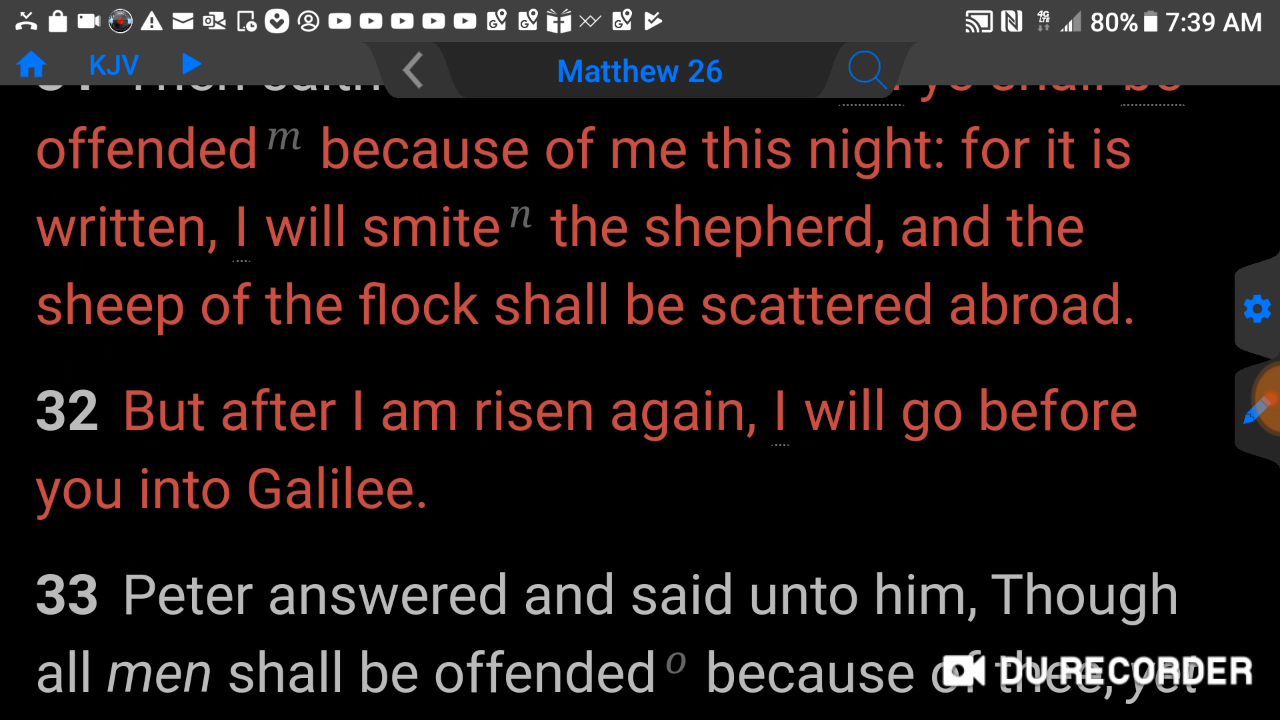 80% 7:39 AM
KJV Matthew 26
offended m because of me this night: for it is
written, I will smite n the shepherd, and the
sheep of the flock shall be scattered abroad.
32 But after I am risen again, I will go before
you into Galilee.
33 Peter answered and said unto him, Though
all men shall be offended o because of thee, yet
DU RECORDER